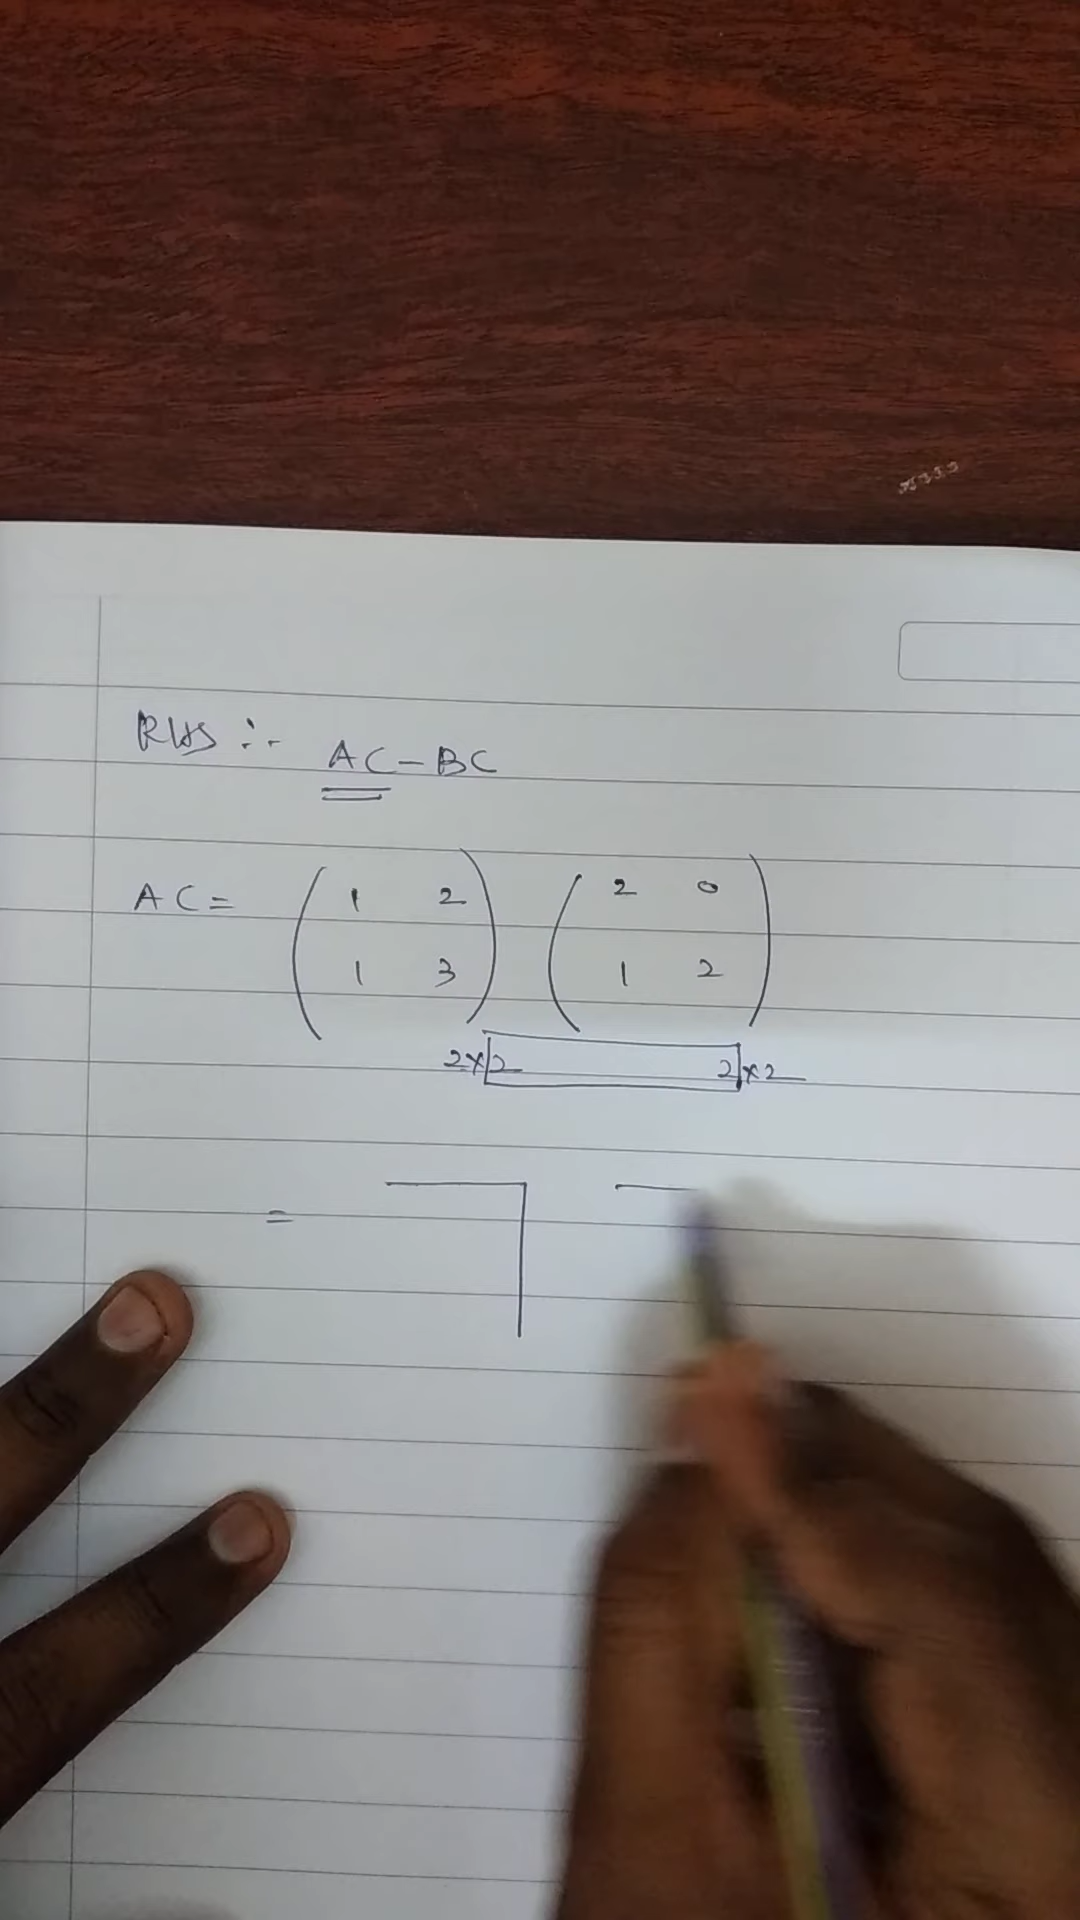 RHS :- AC - BC
AC = ( 1 2 ) ( 2 0 )
1 3 1 2
2×2 2×2
=